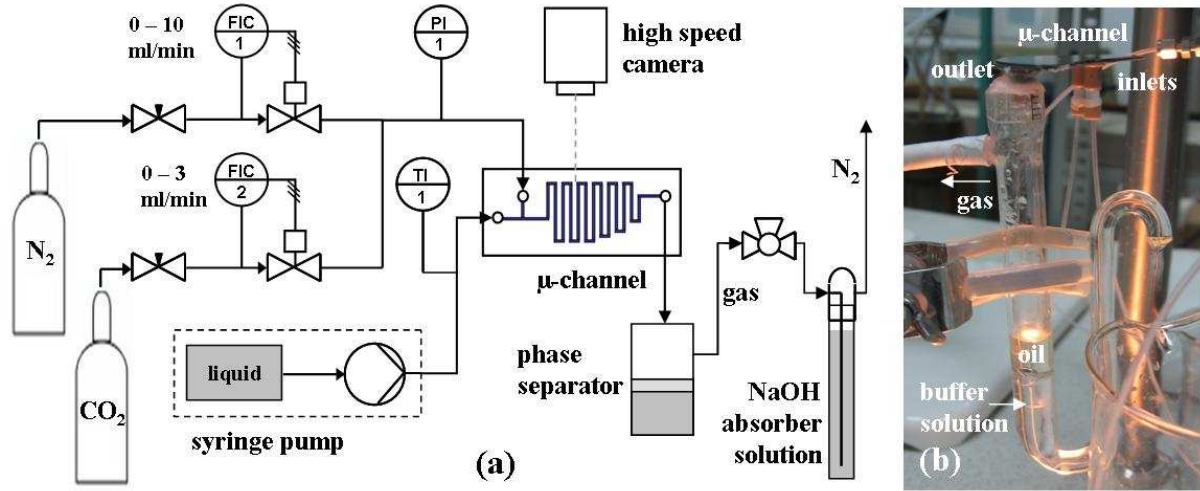 0 – 10
ml/min
FIC
1
PI
1
high speed
camera
0 – 3
ml/min
FIC
2
TI
1
N2
CO2
μ-channel
liquid
syringe pump
phase
separator
gas
N2
NaOH
absorber
solution
(a)
μ-channel
outlet
inlets
gas
oil
buffer
solution
(b)